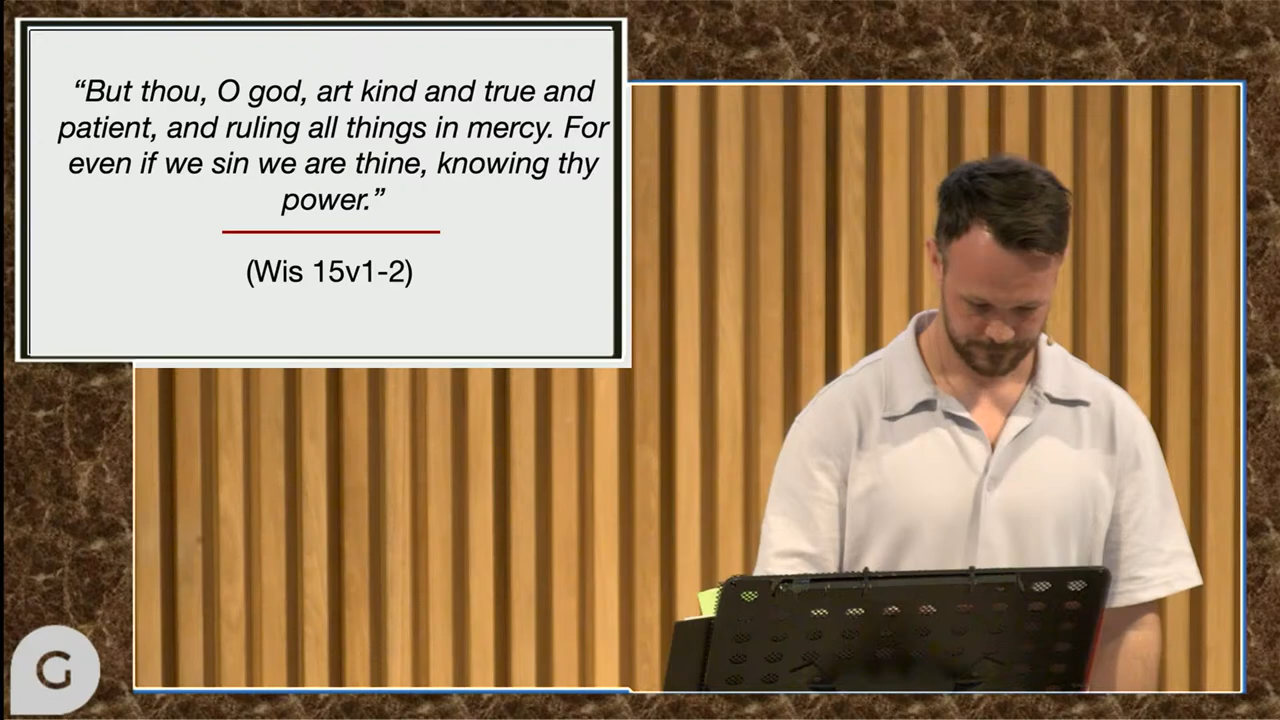 “But thou, O god, art kind and true and
patient, and ruling all things in mercy. For
even if we sin we are thine, knowing thy
power.”
(Wis 15v1-2)
G